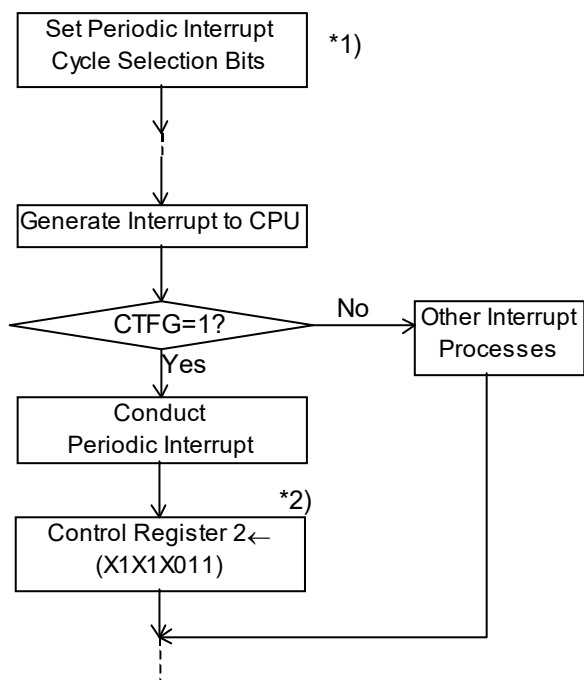 Set Periodic Interrupt
Cycle Selection Bits
*1)
Generate Interrupt to CPU
CTFG=1?
No
Other Interrupt
Processes
Yes
Conduct
Periodic Interrupt
*2)
Control Register 2←
(X1X1X011)